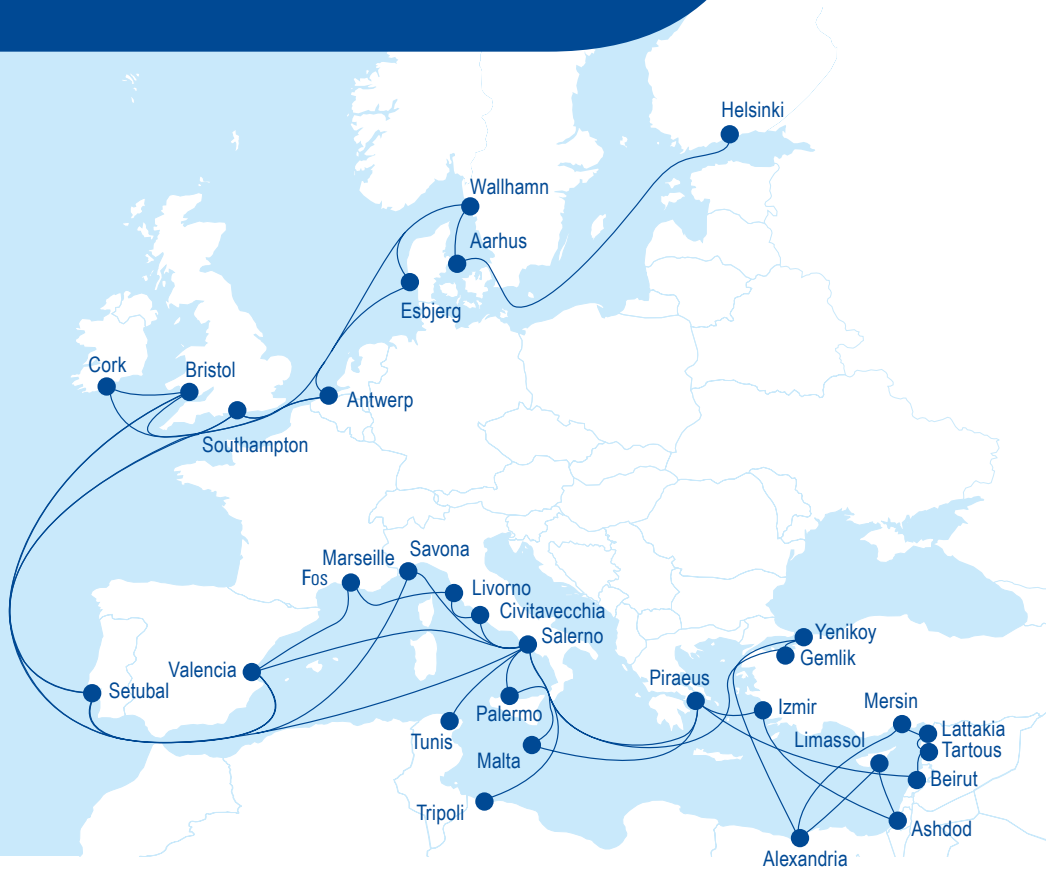 Helsinki
Wallhamn
Aarhus
Esbjerg
Cork
Bristol
Antwerp
Southampton
Savona
Marseille
Fos
Livorno
Civitavecchia
Salerno
Yenikoy
Gemlik
Valencia
Setubal
Piraeus
Palermo
Izmir
Mersin
Tunis
Limassol
Lattakia
Tartous
Malta
Beirut
Tripoli
Ashdod
Alexandria